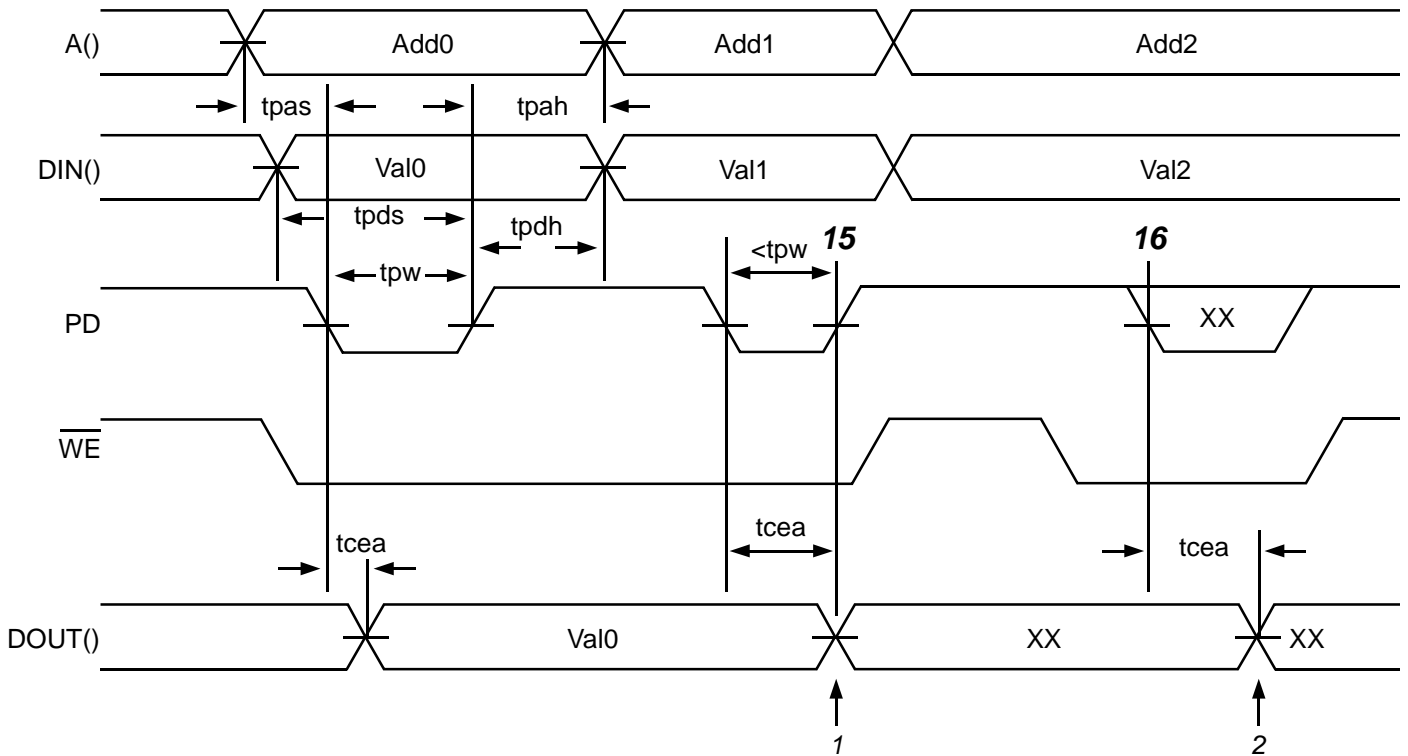 A() Add0 Add1 Add2
tpas tpah
DIN() Val0 Val1 Val2
tpds tpdh <tpw 15 16
tpw
PD XX
WE
tcea tcea tcea
DOUT() Val0 XX XX
1 2